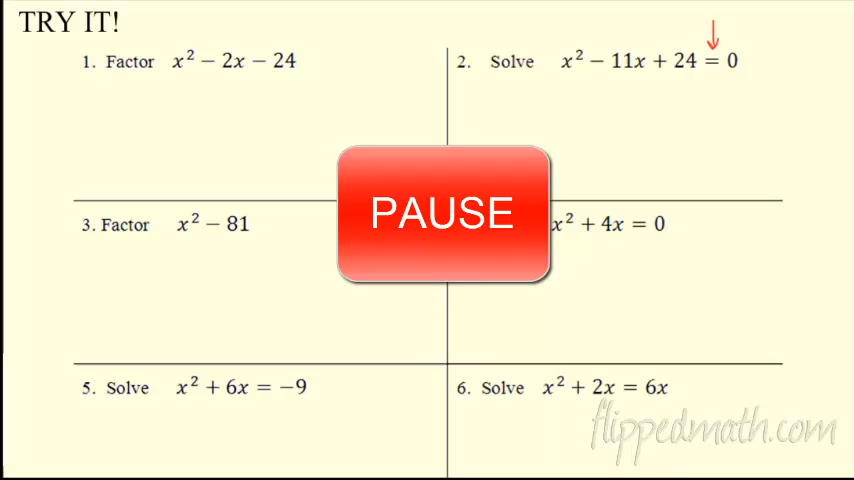 TRY IT!
1. Factor x² − 2x − 24
2. Solve x² − 11x + 24 = 0
PAUSE
3. Factor x² − 81
x² + 4x = 0
5. Solve x² + 6x = −9
6. Solve x² + 2x = 6x
flippedmath.com